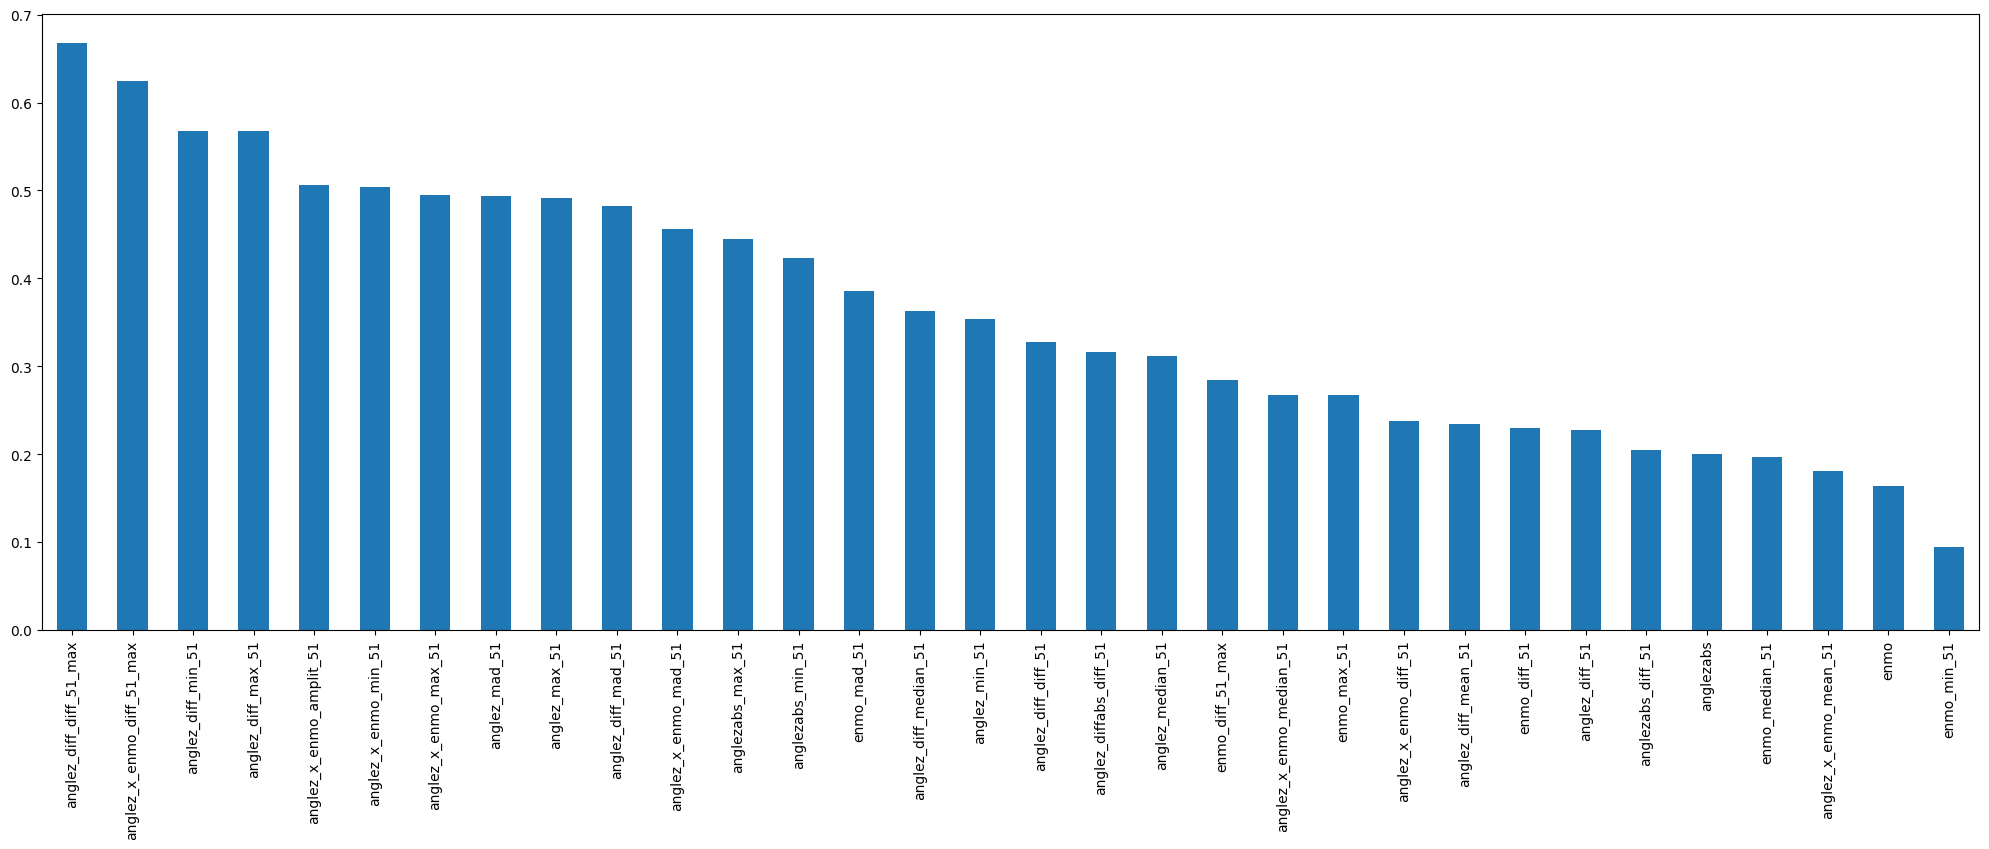 0.7
0.6
0.5
0.4
0.3
0.2
0.1
0.0
anglez_diff_diff_51_max
anglez_x_enmo_diff_51_max
anglez_diff_min_51
anglez_diff_max_51
anglez_x_enmo_amplit_51
anglez_x_enmo_min_51
anglez_x_enmo_max_51
anglez_mad_51
anglez_max_51
anglez_diff_mad_51
anglez_x_enmo_mad_51
anglezabs_max_51
anglezabs_min_51
enmo_mad_51
anglez_diff_median_51
anglez_min_51
anglez_diff_diff_51
anglez_diffabs_diff_51
anglez_median_51
enmo_diff_51_max
anglez_x_enmo_median_51
enmo_max_51
anglez_x_enmo_diff_51
anglez_diff_mean_51
enmo_diff_51
anglez_diff_51
anglezabs_diff_51
anglezabs
enmo_median_51
anglez_x_enmo_mean_51
enmo
enmo_min_51